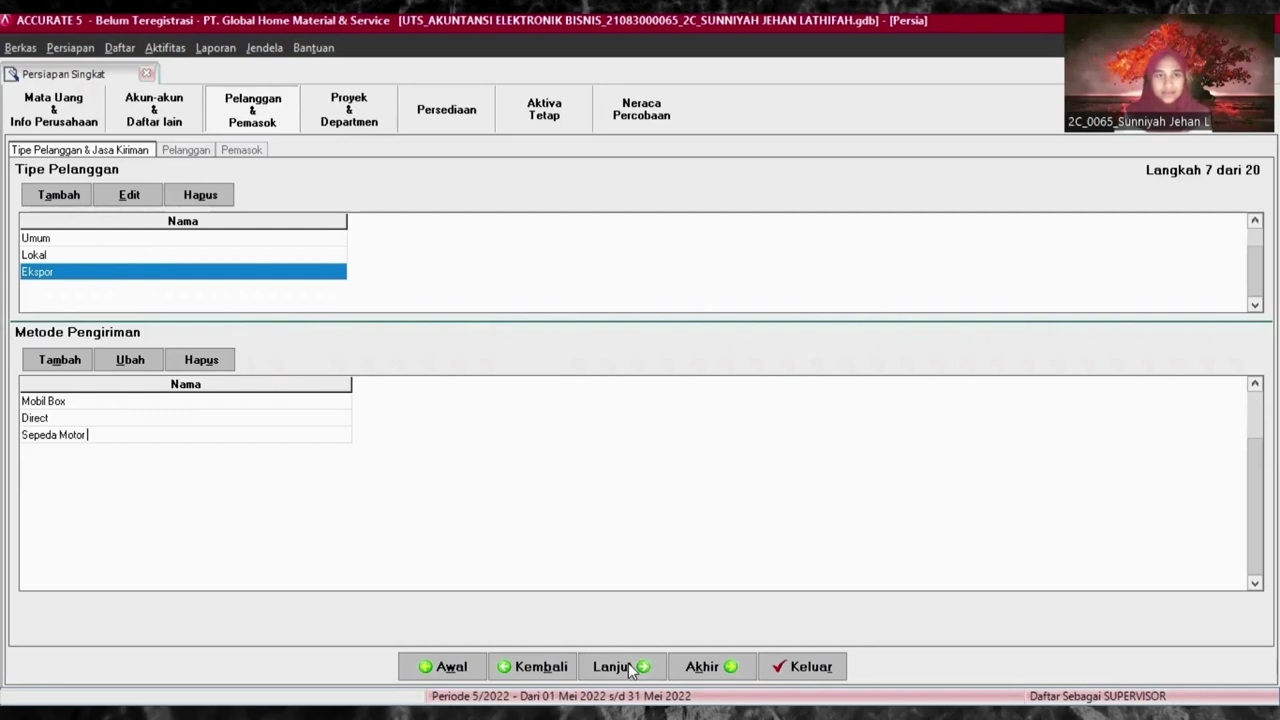 ACCURATE 5 - Belum Teregistrasi - PT. Global Home Material & Service [UTS_AKUNTANSI ELEKTRONIK BISNIS_21083000065_2C_SUNNIYAH JEHAN LATHIFAH.gdb] - [Persia]
Berkas Persiapan Daftar Aktifitas Laporan Jendela Bantuan
Persiapan Singkat
Mata Uang
&
Info Perusahaan
Akun-akun
&
Daftar lain
Pelanggan
&
Pemasok
Proyek
&
Departmen
Persediaan
Aktiva
Tetap
Neraca
Percobaan
2C_0065_Sunniyah Jehan L
Tipe Pelanggan & Jasa Kiriman Pelanggan Pemasok
Tipe Pelanggan Langkah 7 dari 20
Tambah Edit Hapus
Nama
Umum
Lokal
Ekspor
Metode Pengiriman
Tambah Ubah Hapus
Nama
Mobil Box
Direct
Sepeda Motor
Awal Kembali Lanju Akhir Keluar
Periode 5/2022 - Dari 01 Mei 2022 s/d 31 Mei 2022 Daftar Sebagai SUPERVISOR